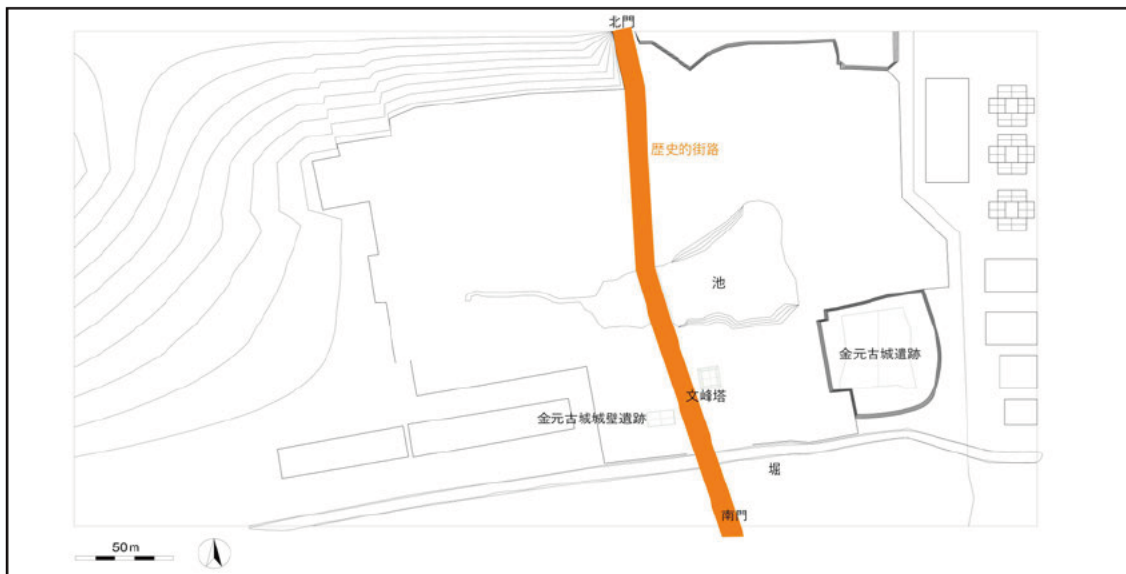 北門
歴史的街路
池
金元古城遺跡
文峰塔
金元古城城壁遺跡
堀
南門
50m